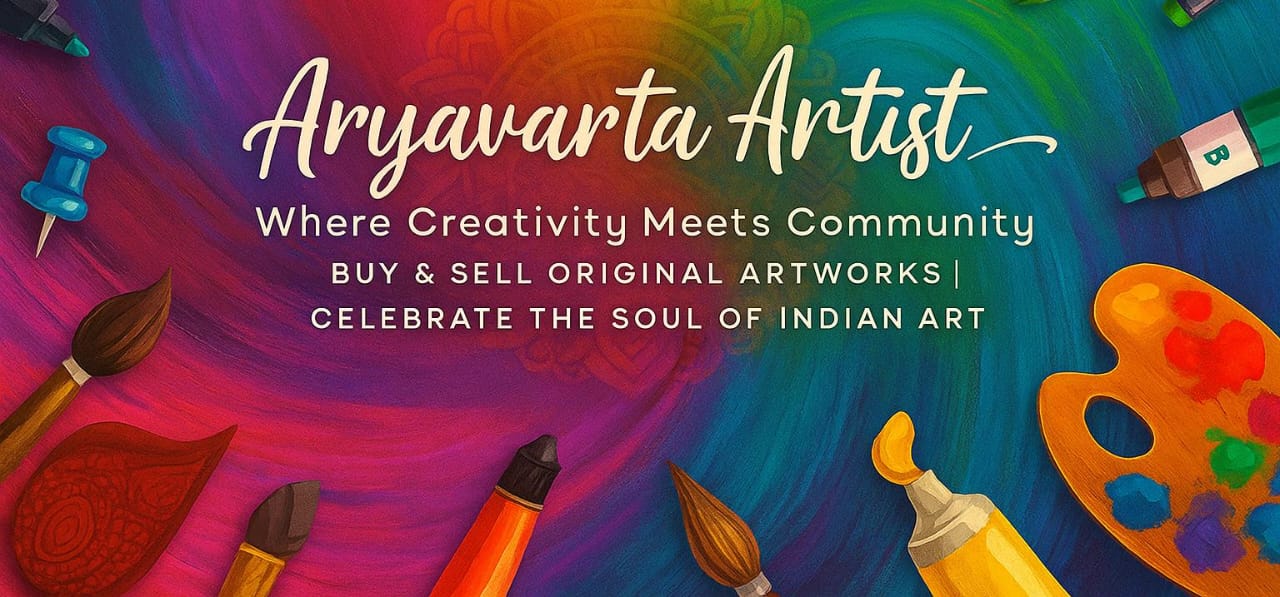 Aryavarta Artist
Where Creativity Meets Community
BUY & SELL ORIGINAL ARTWORKS |
CELEBRATE THE SOUL OF INDIAN ART
B